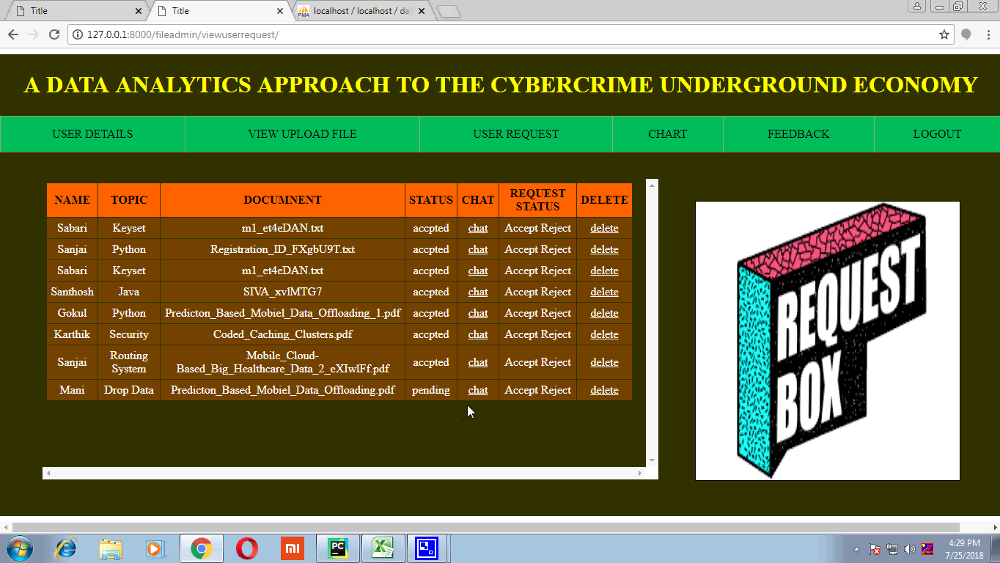 Title
Title
localhost / localhost / da
127.0.0.1:8000/fileadmin/viewuserrequest/
A DATA ANALYTICS APPROACH TO THE CYBERCRIME UNDERGROUND ECONOMY
USER DETAILS VIEW UPLOAD FILE USER REQUEST CHART FEEDBACK LOGOUT
NAME TOPIC DOCUMNENT STATUS CHAT REQUEST STATUS DELETE
Sabari Keyset m1_et4eDAN.txt accpted chat Accept Reject delete
Sanjai Python Registration_ID_FXgbU9T.txt accpted chat Accept Reject delete
Sabari Keyset m1_et4eDAN.txt accpted chat Accept Reject delete
Santhosh Java SIVA_xvlMTG7 accpted chat Accept Reject delete
Gokul Python Predicton_Based_Mobiel_Data_Offloading_1.pdf accpted chat Accept Reject delete
Karthik Security Coded_Caching_Clusters.pdf accpted chat Accept Reject delete
Sanjai Routing System Mobile_Cloud-Based_Big_Healthcare_Data_2_eXIwlFf.pdf accpted chat Accept Reject delete
Mani Drop Data Predicton_Based_Mobiel_Data_Offloading.pdf pending chat Accept Reject delete
REQUEST
BOX
PMA
mi
PC
4:29 PM
7/25/2018